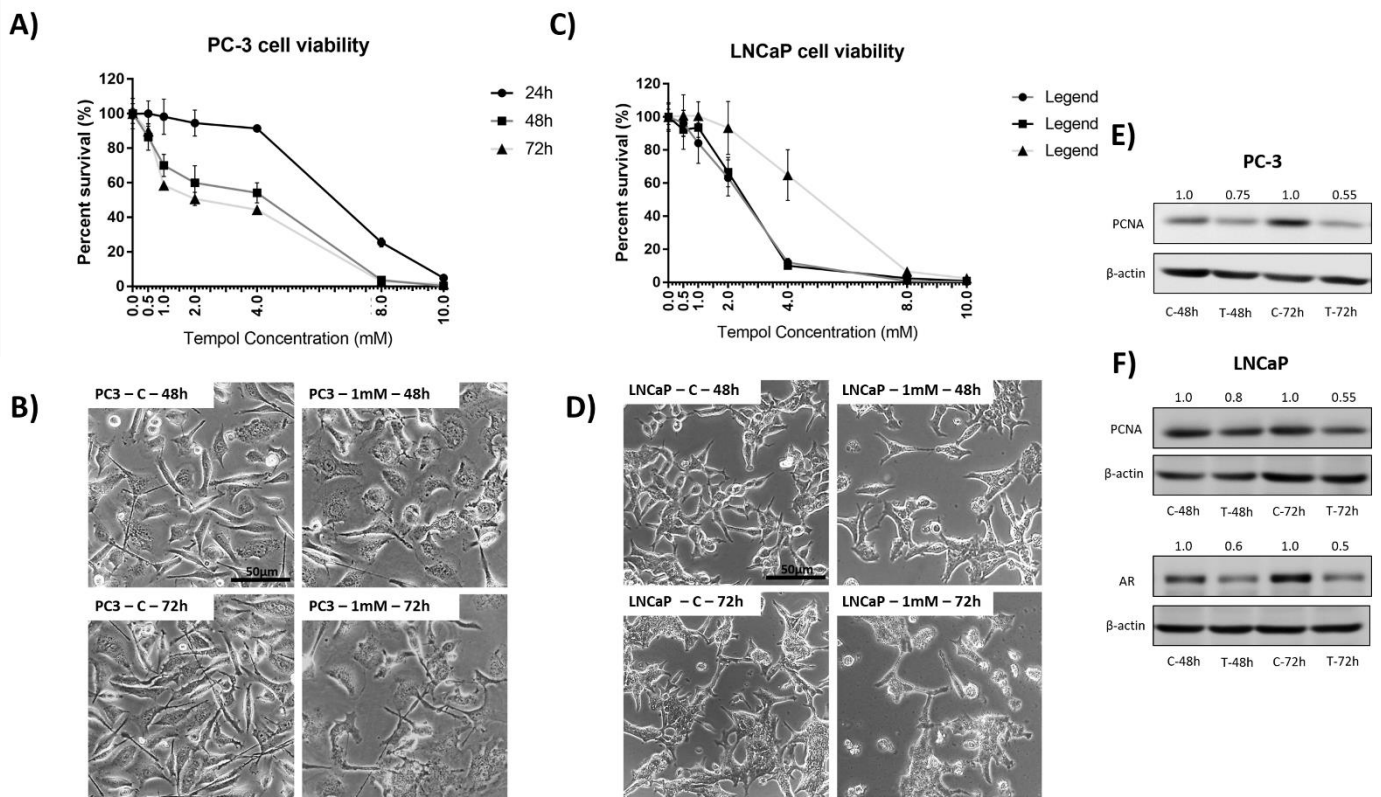 A)
PC-3 cell viability
Percent survival (%)
120
100
80
60
40
20
0
0.0
0.5
1.0
2.0
4.0
8.0
10.0
Tempol Concentration (mM)
24h
48h
72h
C)
LNCaP cell viability
Percent survival (%)
120
100
80
60
40
20
0
0.0
0.5
1.0
2.0
4.0
8.0
10.0
Tempol Concentration (mM)
Legend
Legend
Legend
B)
PC3 – C – 48h
PC3 – 1mM – 48h
50µm
PC3 – C – 72h
PC3 – 1mM – 72h
D)
LNCaP – C – 48h
LNCaP – 1mM – 48h
50µm
LNCaP – C – 72h
LNCaP – 1mM – 72h
E)
PC-3
1.0 0.75 1.0 0.55
PCNA
β-actin
C-48h T-48h C-72h T-72h
F)
LNCaP
1.0 0.8 1.0 0.55
PCNA
β-actin
C-48h T-48h C-72h T-72h
1.0 0.6 1.0 0.5
AR
β-actin
C-48h T-48h C-72h T-72h